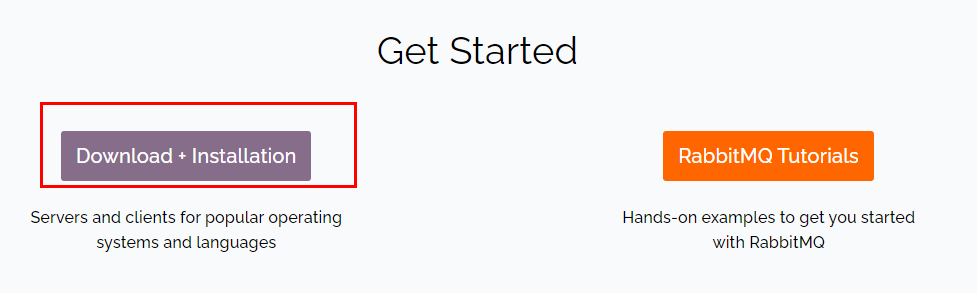 Get Started
Download + Installation
RabbitMQ Tutorials
Servers and clients for popular operating
systems and languages
Hands-on examples to get you started
with RabbitMQ